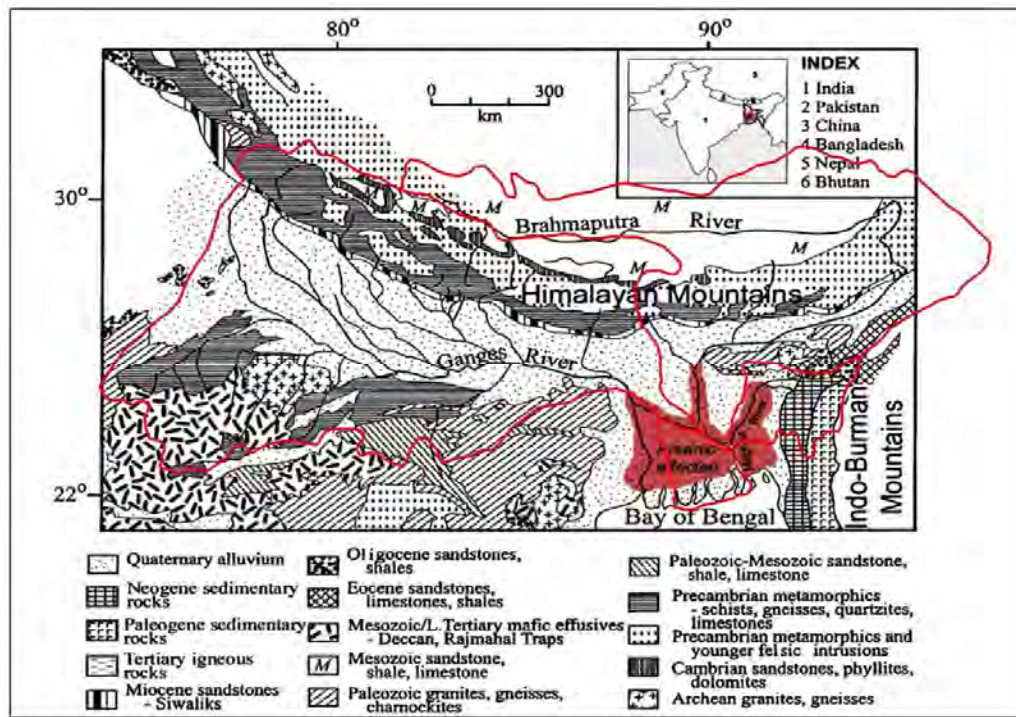 80°
90°
0
300
km
INDEX
1 India
2 Pakistan
3 China
4 Bangladesh
5 Nepal
6 Bhutan
30°
M
M
M
M
Brahmaputra
River
M
M
M
M
Himalayan Mountains
Ganges
River
22°
Bay of Bengal
Indo-Burman
Mountains
Quaternary alluvium
Neogene sedimentary
rocks
Paleogene sedimentary
rocks
Tertiary igneous
rocks
Miocene sandstones
- Siwaliks
Oligocene sandstones,
shales
Eocene sandstones,
limestones, shales
Mesozoic/L.Tertiary mafic effusives
- Deccan, Rajmahal Traps
M
Mesozoic sandstone,
shale, limestone
Paleozoic granites, gneisses,
charnockites
Paleozoic-Mesozoic sandstone,
shale, limestone
Precambrian metamorphics
- schists, gneisses, quartzites,
limestones
Precambrian metamorphics and
younger felsic intrusions
Cambrian sandstones, phyllites,
dolomites
Archean granites, gneisses